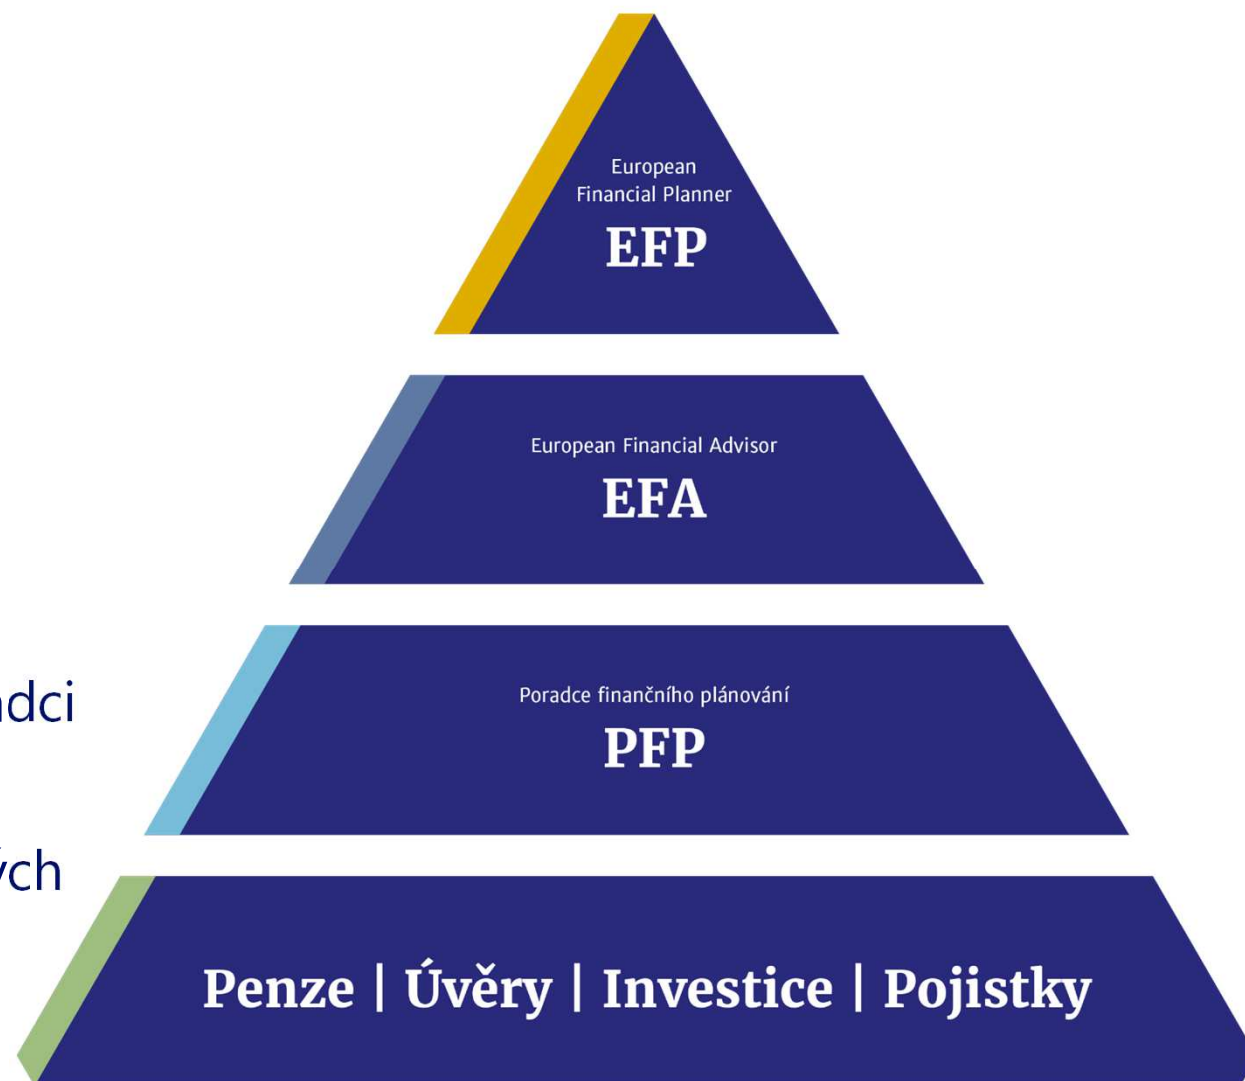 European
Financial Planner
EFP
European Financial Advisor
EFA
Poradce finančního plánování
PFP
Penze | Úvěry | Investice | Pojistky